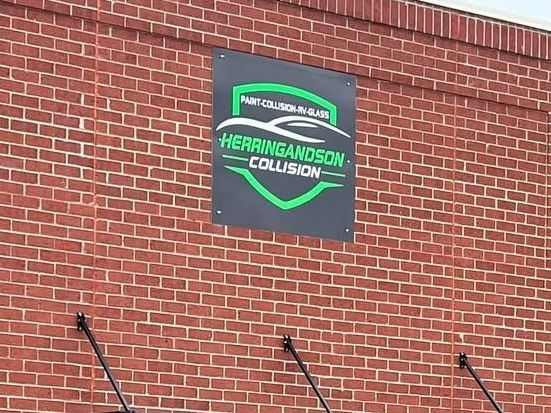 PAINT-COLLISION-RV-GLASS
HERRINGANDSON
COLLISION